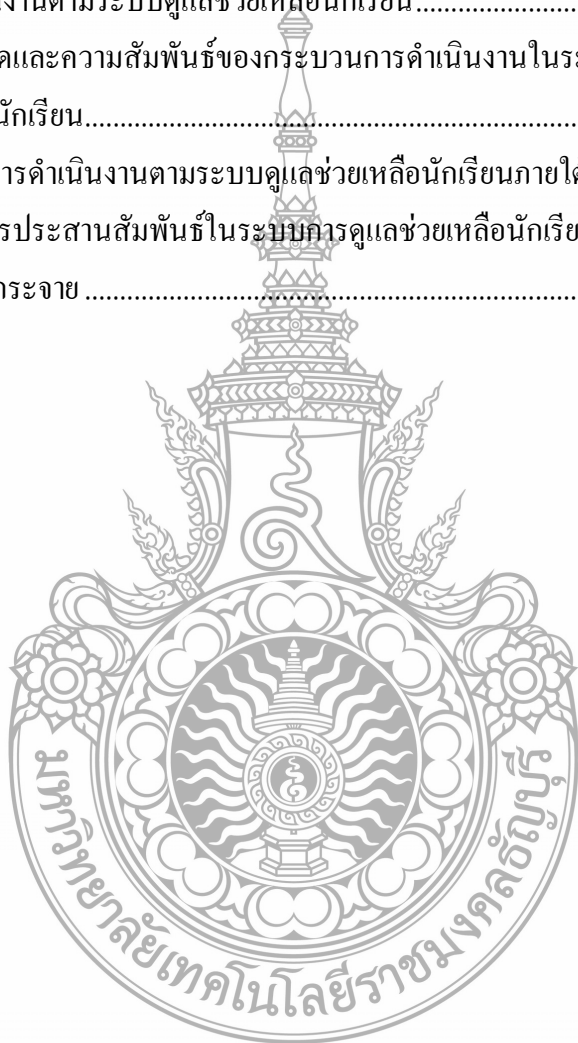 งานตามระบบดูแลช่วยเหลือนักเรียน
ดและความสัมพันธ์ของกระบวนการดำเนินงานในระ
นักเรียน
ารดำเนินงานตามระบบดูแลช่วยเหลือนักเรียนภายใ
รประสานสัมพันธ์ในระบบการดูแลช่วยเหลือนักเรีย
กระจาย
มหาวิทยาลัยเทคโนโลยีราชมงคลธัญบุรี